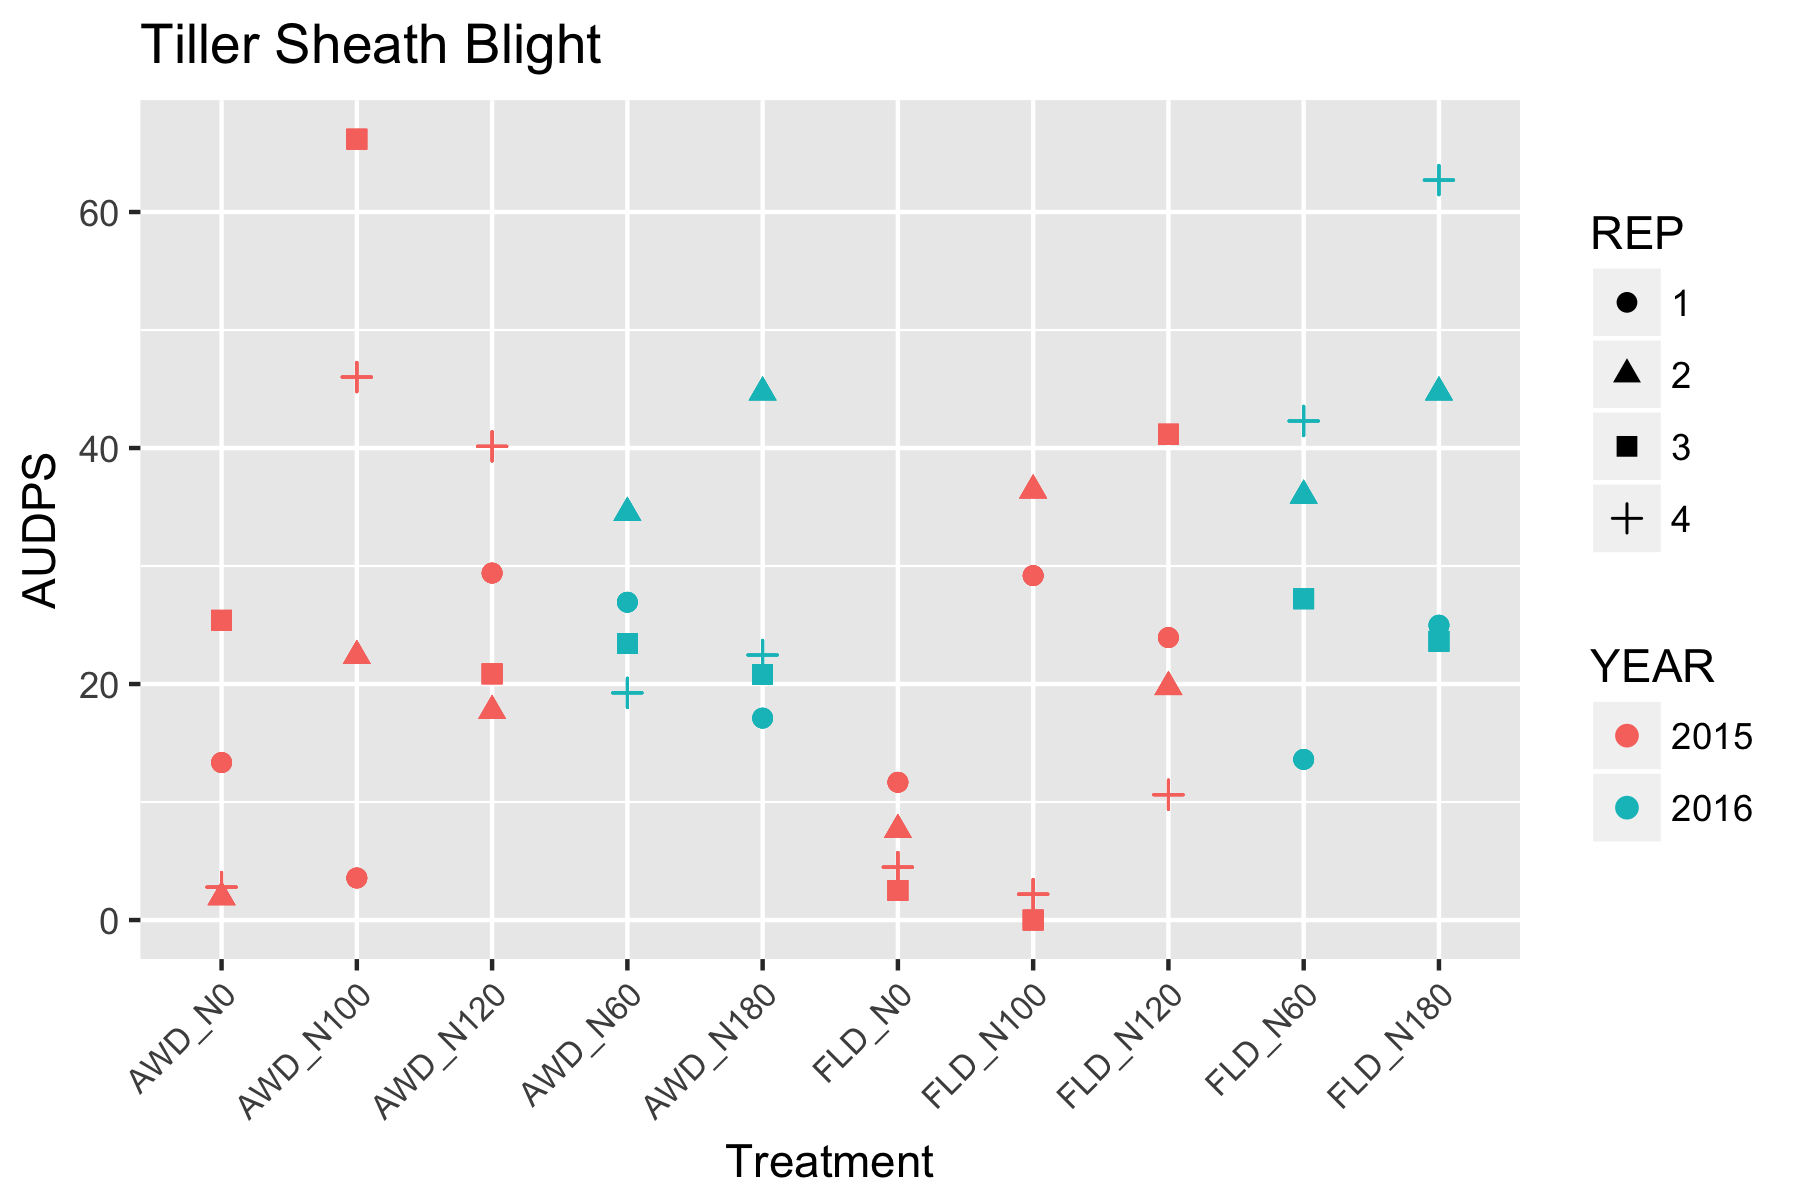 Tiller Sheath Blight
60
40
20
0
AUDPS
AWD_N0
AWD_N100
AWD_N120
AWD_N60
AWD_N180
FLD_N0
FLD_N100
FLD_N120
FLD_N60
FLD_N180
Treatment
REP
1
2
3
4
YEAR
2015
2016